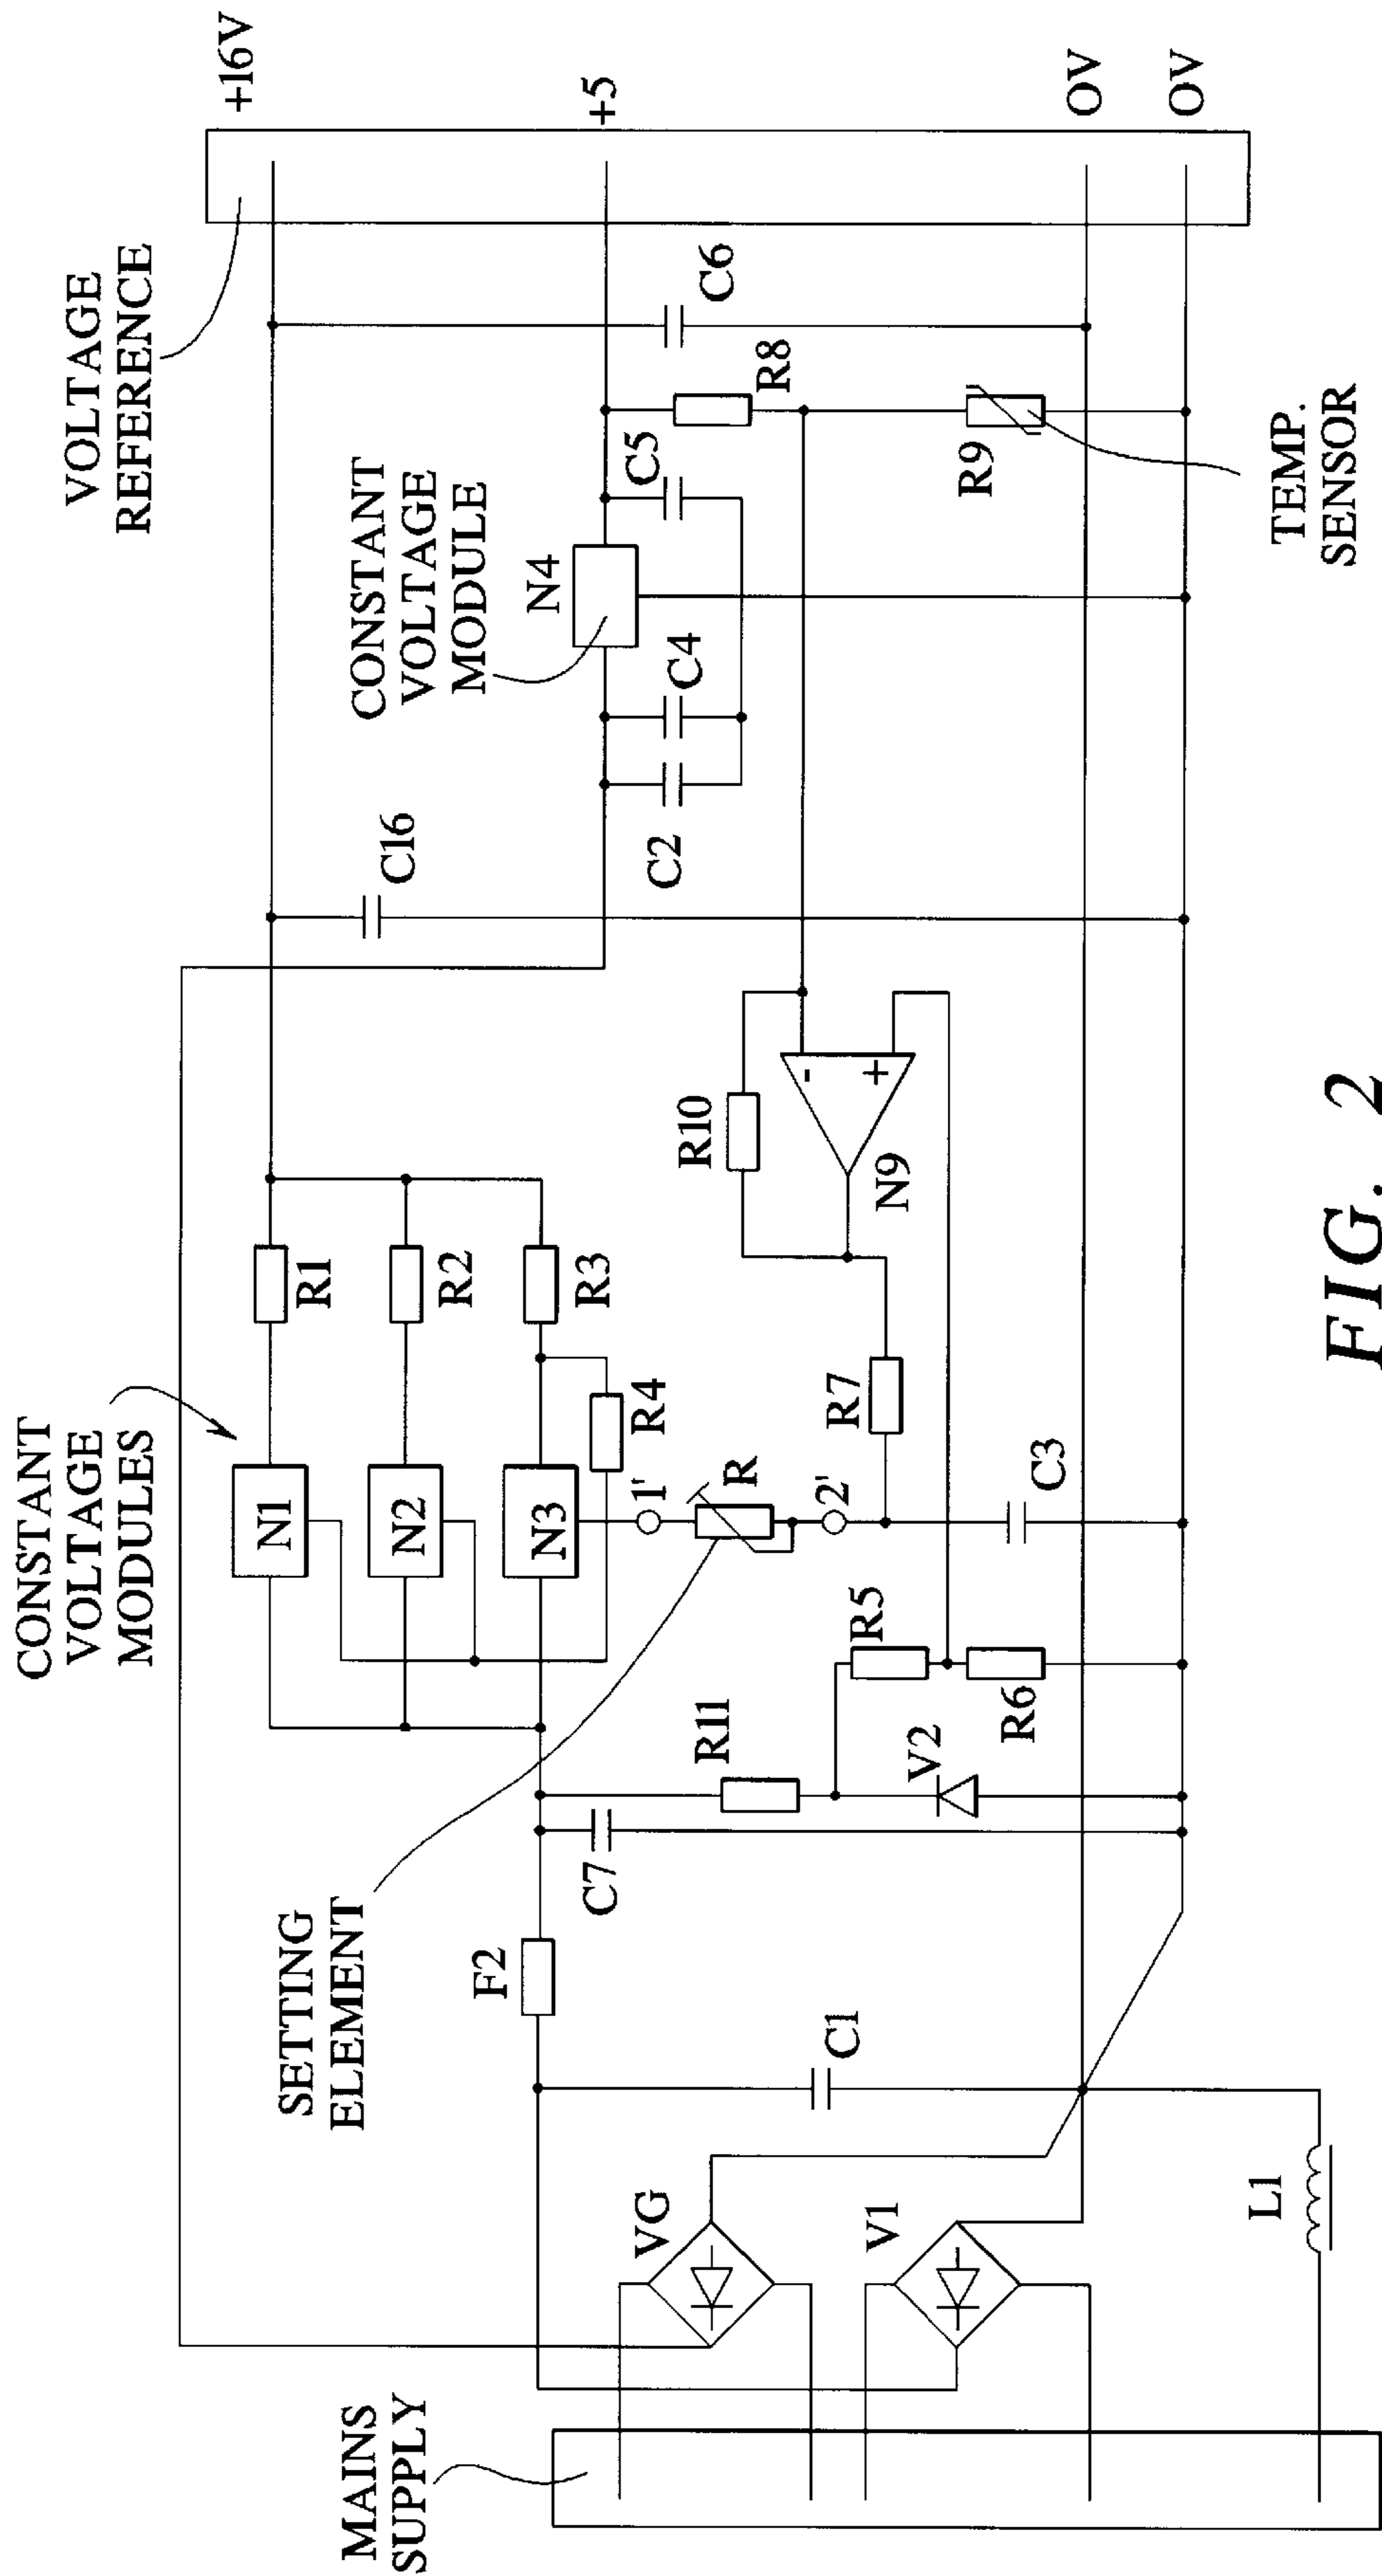 CONSTANT
VOLTAGE
MODULES
VOLTAGE
REFERENCE
+16V
+5
OV
OV
MAINS
SUPPLY
SETTING
ELEMENT
CONSTANT
VOLTAGE
MODULE
TEMP.
SENSOR
N1
N2
N3
R1
R2
R3
R4
1'
R
2'
R7
C3
R5
R6
R11
V2
C7
F2
C1
VG
V1
L1
R10
-
+
N9
C16
C2
C4
N4
C5
R8
R9
C6
FIG. 2